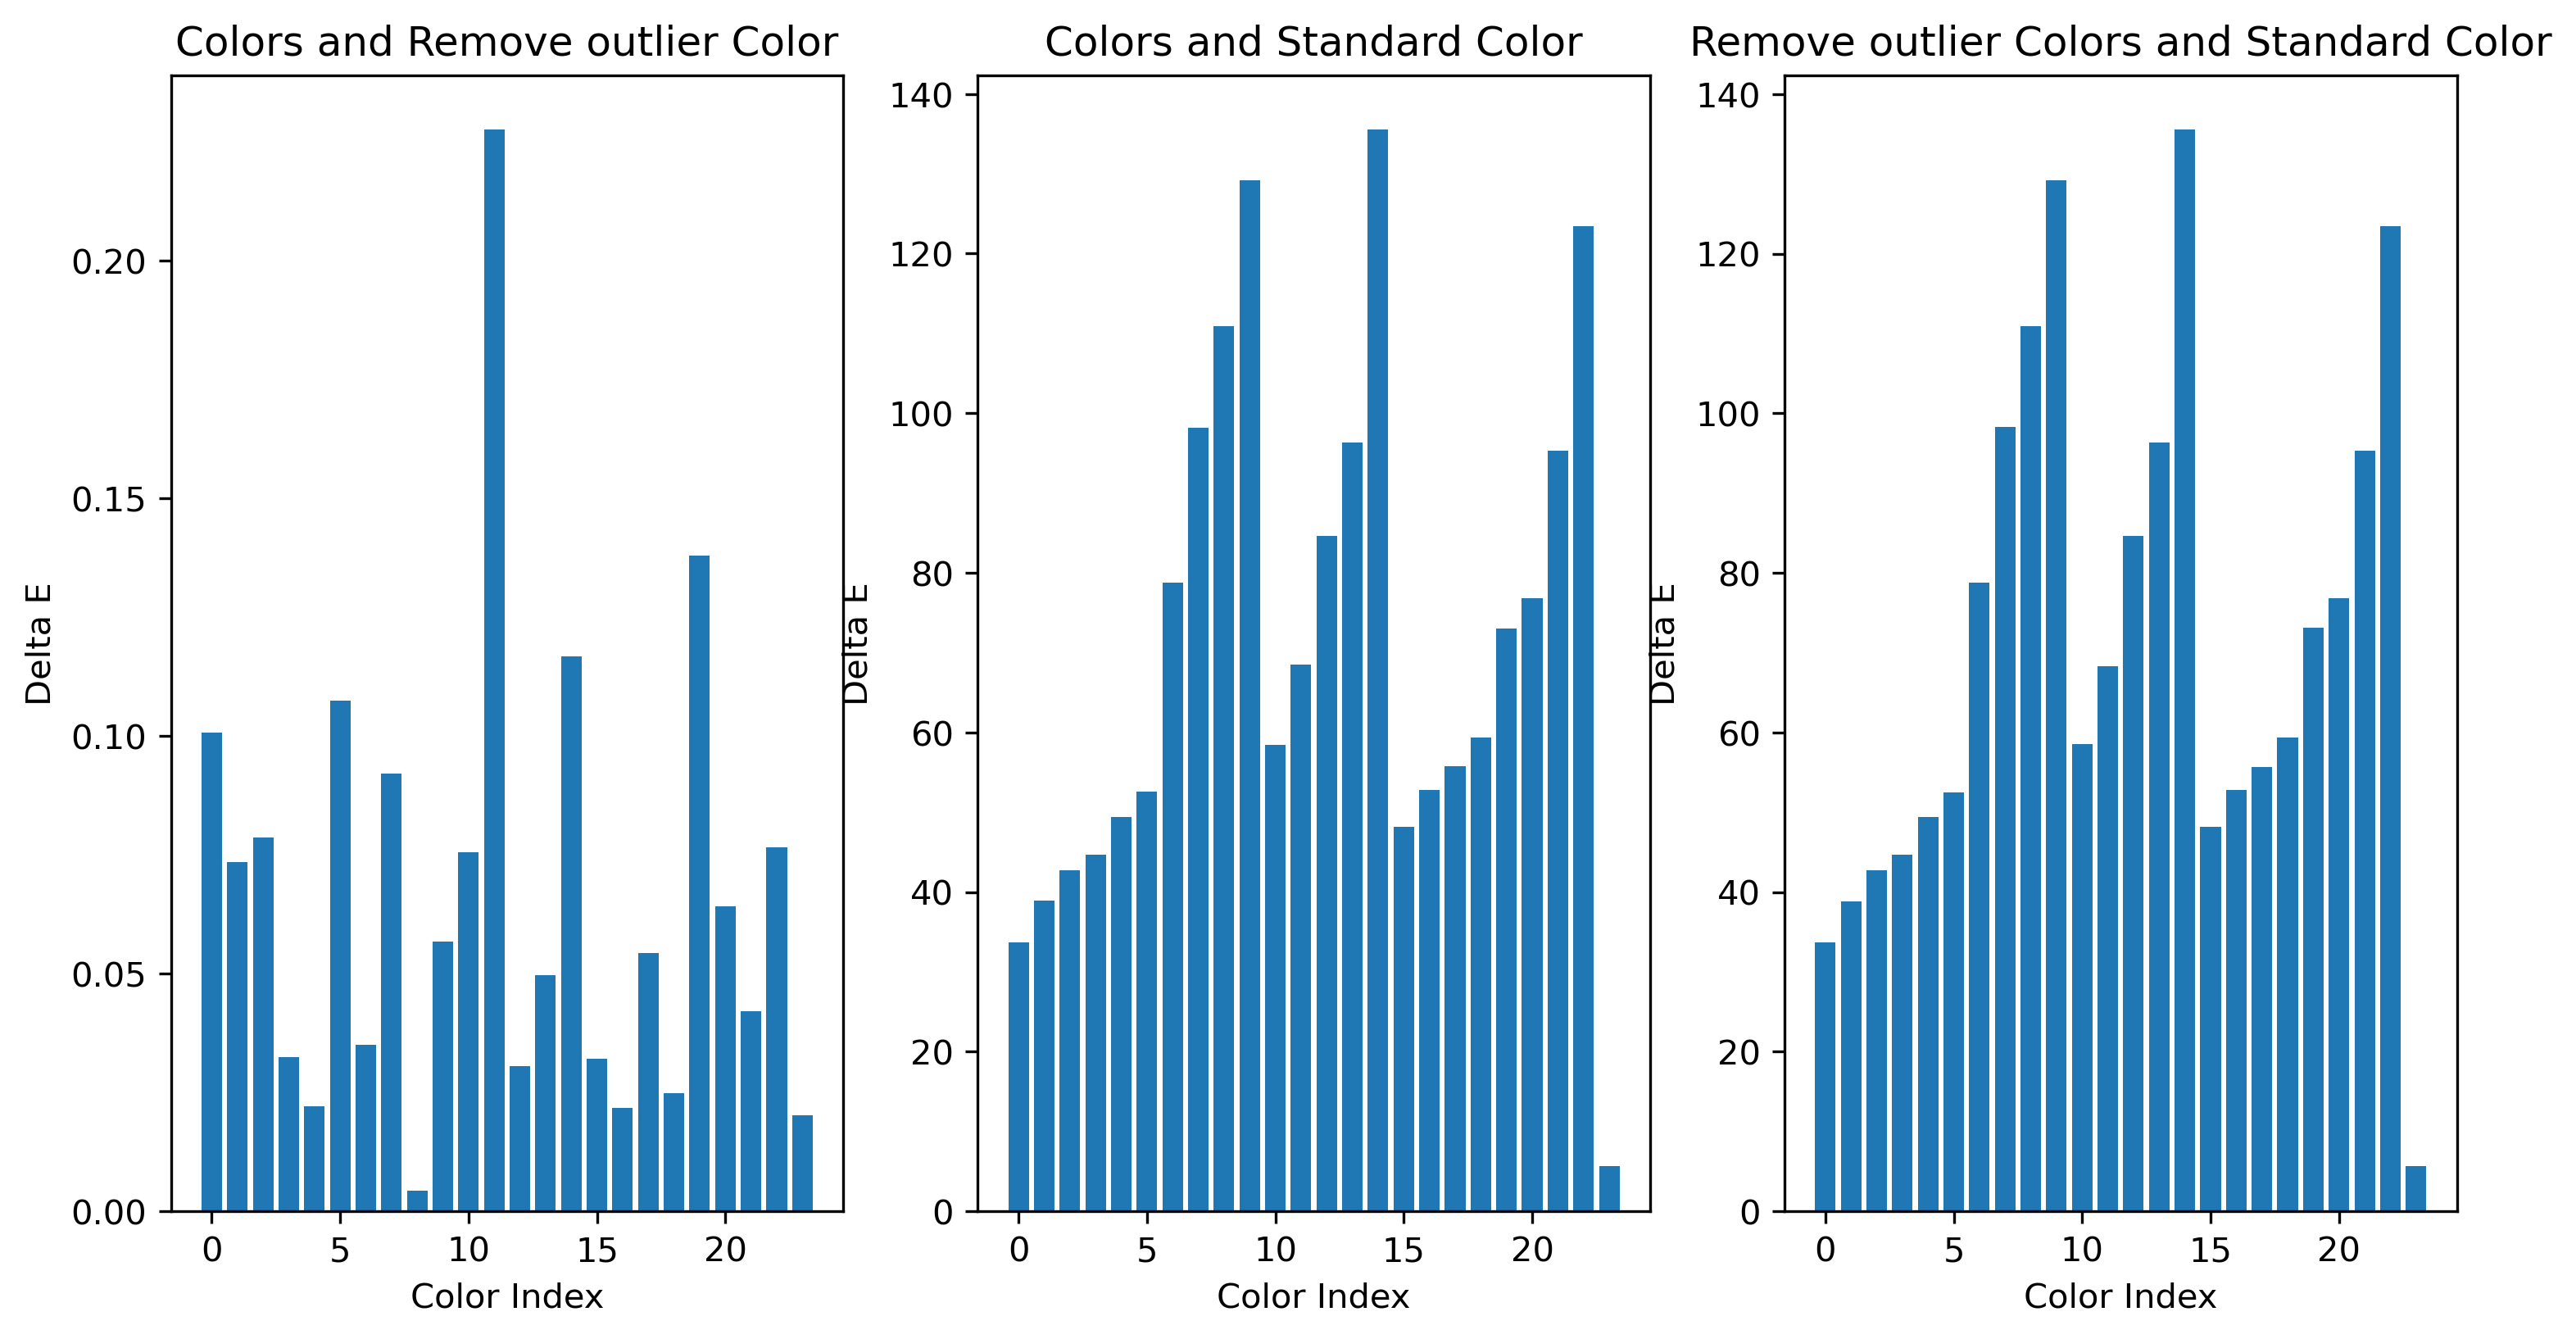 Colors and Remove outlier Color
Delta E
0.20
0.15
0.10
0.05
0.00
0 5 10 15 20
Color Index
Colors and Standard Color
Delta E
140
120
100
80
60
40
20
0
0 5 10 15 20
Color Index
Remove outlier Colors and Standard Color
Delta E
140
120
100
80
60
40
20
0
0 5 10 15 20
Color Index